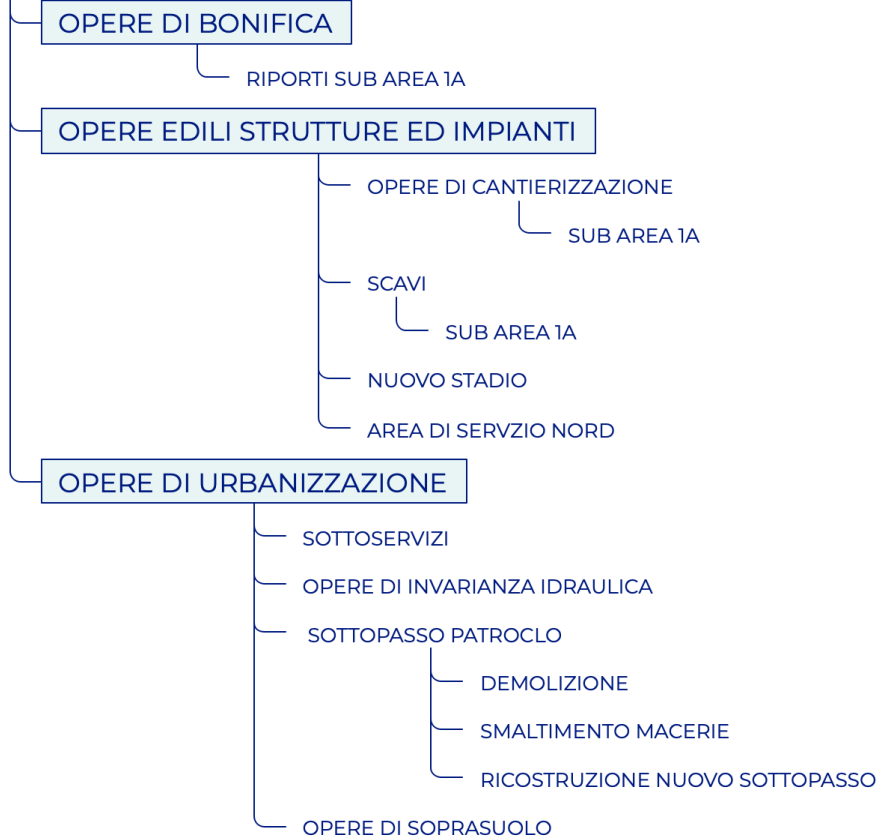 OPERE DI BONIFICA
RIPORTI SUB AREA 1A
OPERE EDILI STRUTTURE ED IMPIANTI
OPERE DI CANTIERIZZAZIONE
SUB AREA 1A
SCAVI
SUB AREA 1A
NUOVO STADIO
AREA DI SERVZIO NORD
OPERE DI URBANIZZAZIONE
SOTTOSERVIZI
OPERE DI INVARIANZA IDRAULICA
SOTTOPASSO PATROCLO
DEMOLIZIONE
SMALTIMENTO MACERIE
RICOSTRUZIONE NUOVO SOTTOPASSO
OPERE DI SOPRASUOLO